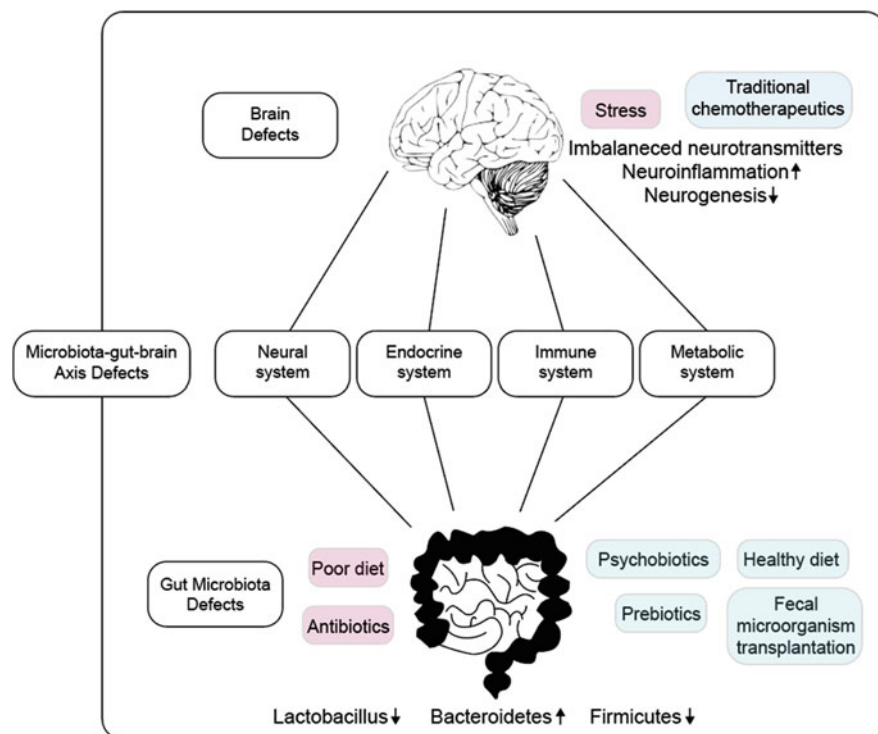 Brain
Defects
Stress
Traditional
chemotherapeutics
Imbalaneced neurotransmitters
Neuroinflammation↑
Neurogenesis↓
Microbiota-gut-brain
Axis Defects
Neural
system
Endocrine
system
Immune
system
Metabolic
system
Gut Microbiota
Defects
Poor diet
Antibiotics
Psychobiotics
Healthy diet
Prebiotics
Fecal
microorganism
transplantation
Lactobacillus↓ Bacteroidetes↑ Firmicutes↓